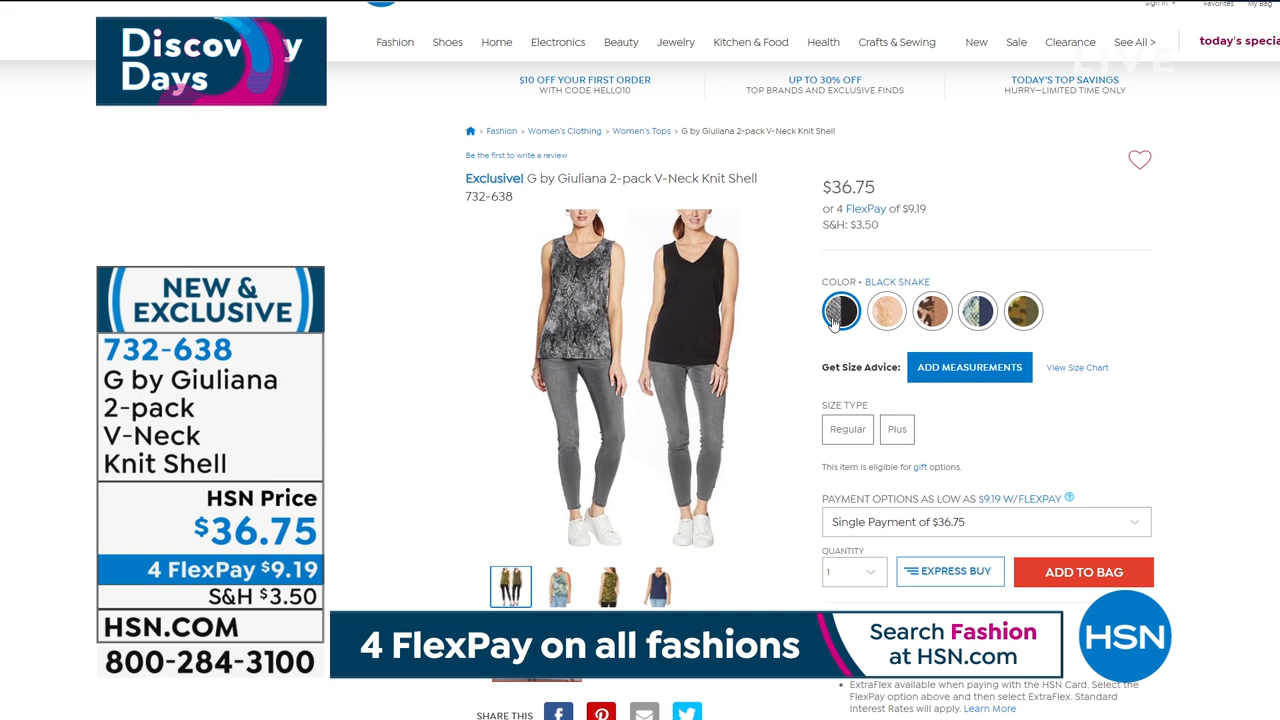 Sign In
Favorites
My Bag
Discovery
Days
Fashion
Shoes
Home
Electronics
Beauty
Jewelry
Kitchen & Food
Health
Crafts & Sewing
New
Sale
Clearance
See All >
today's specia
LIVE
$10 OFF YOUR FIRST ORDER
WITH CODE HELLO10
UP TO 30% OFF
TOP BRANDS AND EXCLUSIVE FINDS
TODAY'S TOP SAVINGS
HURRY—LIMITED TIME ONLY
> Fashion > Women's Clothing > Women's Tops > G by Giuliana 2-pack V-Neck Knit Shell
Be the first to write a review
Exclusive! G by Giuliana 2-pack V-Neck Knit Shell
732-638
$36.75
or 4 FlexPay of $9.19
S&H: $3.50
COLOR • BLACK SNAKE
Get Size Advice:
ADD MEASUREMENTS
View Size Chart
SIZE TYPE
Regular
Plus
This item is eligible for gift options.
PAYMENT OPTIONS AS LOW AS $9.19 W/FLEXPAY ?
Single Payment of $36.75
QUANTITY
1
EXPRESS BUY
ADD TO BAG
NEW &
EXCLUSIVE
732-638
G by Giuliana
2-pack
V-Neck
Knit Shell
HSN Price
$36.75
4 FlexPay $9.19
S&H $3.50
HSN.COM
800-284-3100
4 FlexPay on all fashions
Search Fashion
at HSN.com
HSN
• ExtraFlex available when paying with the HSN Card. Select the
FlexPay option above and then select ExtraFlex. Standard
Interest Rates will apply. Learn More
SHARE THIS